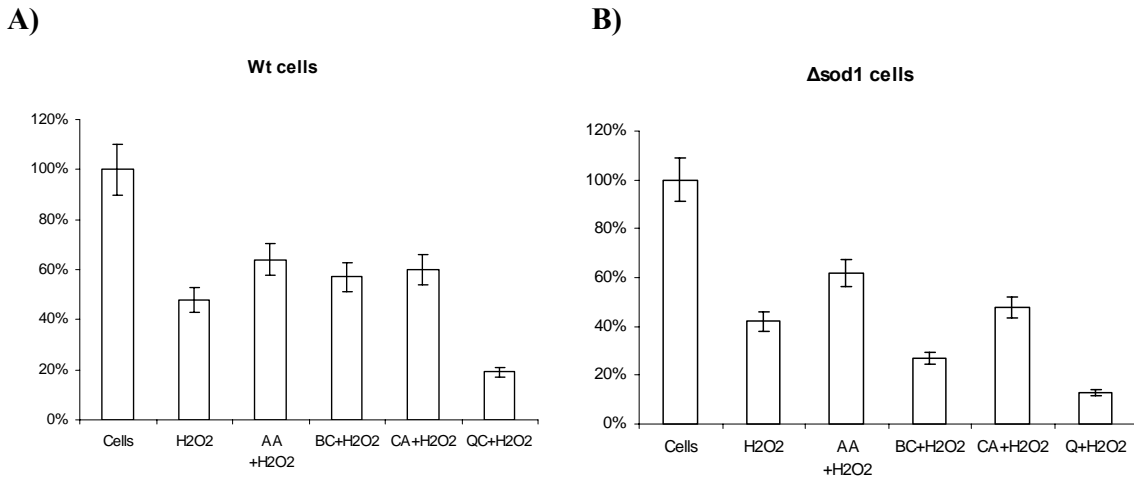 A)
Wt cells
120%
100%
80%
60%
40%
20%
0%
Cells H2O2 AA BC+H2O2 CA+H2O2 QC+H2O2
+H2O2
B)
Δsod1 cells
120%
100%
80%
60%
40%
20%
0%
Cells H2O2 AA BC+H2O2 CA+H2O2 Q+H2O2
+H2O2